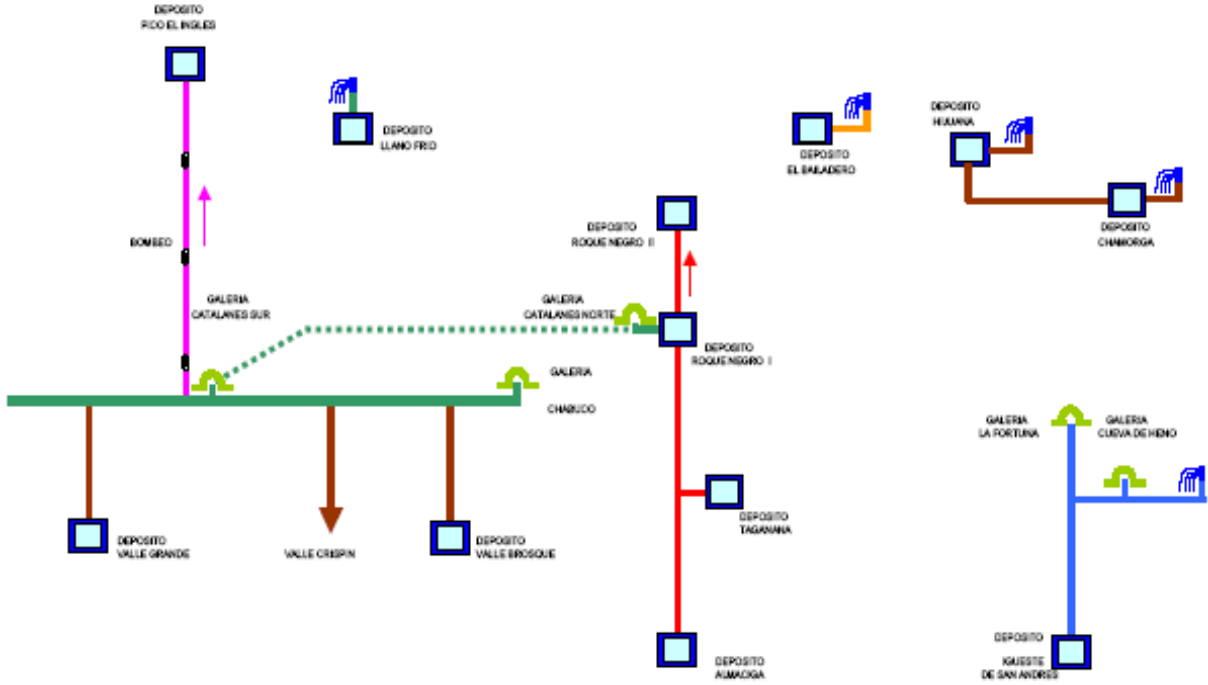 DEPOSITO
PICO EL INGLES
DEPOSITO
LLANO FRIO
DEPOSITO
EL BAILADERO
DEPOSITO
HIJUANA
DEPOSITO
CHAMORGA
DEPOSITO
ROQUE NEGRO II
BOMBEO
GALERIA
CATALANES SUR
GALERIA
CATALANES NORTE
DEPOSITO
ROQUE NEGRO I
GALERIA
CHABUCO
GALERIA
LA FORTUNA
GALERIA
CUEVA DE HENO
DEPOSITO
TAGANANA
DEPOSITO
VALLE GRANDE
VALLE CRISPIN
DEPOSITO
VALLE BROSQUE
DEPOSITO
ALMACIGA
DEPOSITO
IGUESTE
DE SAN ANDRES